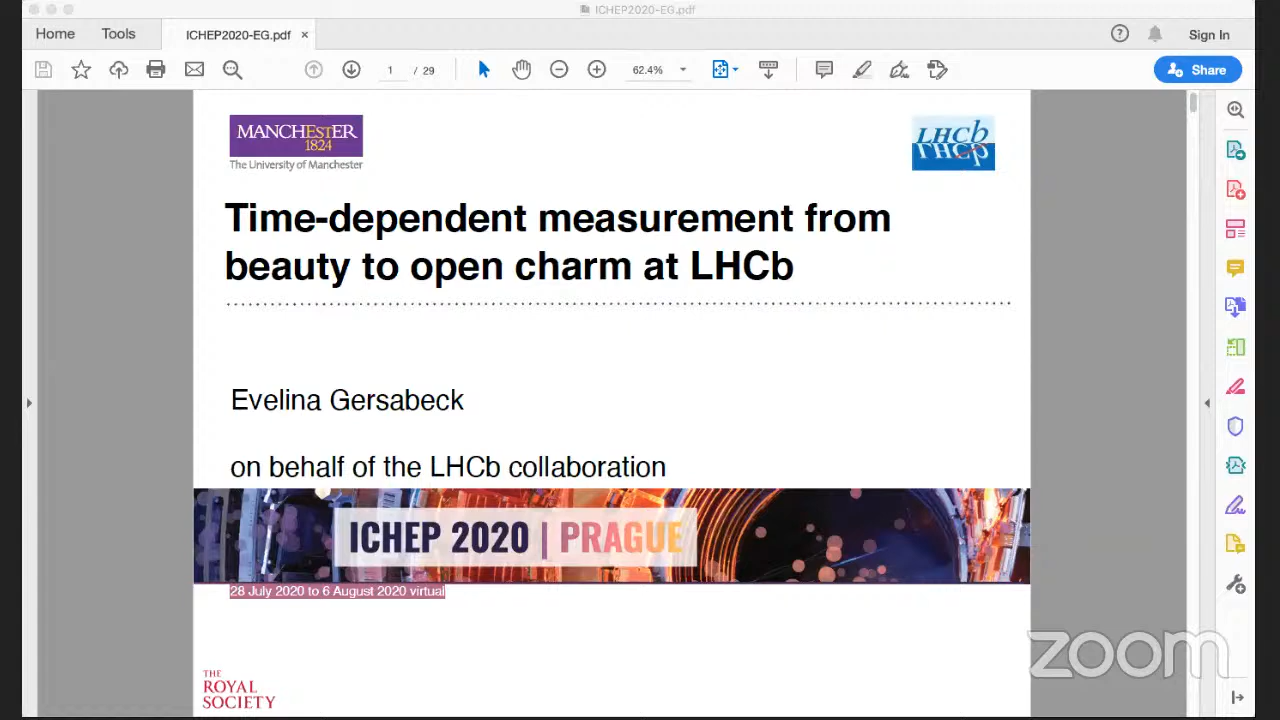 ICHEP2020-EG.pdf
Home
Tools
ICHEP2020-EG.pdf
Sign In
1 / 29
62.4%
Share
MANCHESTER
1824
The University of Manchester
LHCb
Time-dependent measurement from
beauty to open charm at LHCb
Evelina Gersabeck
on behalf of the LHCb collaboration
ICHEP 2020 | PRAGUE
28 July 2020 to 6 August 2020 virtual
zoom
THE
ROYAL
SOCIETY